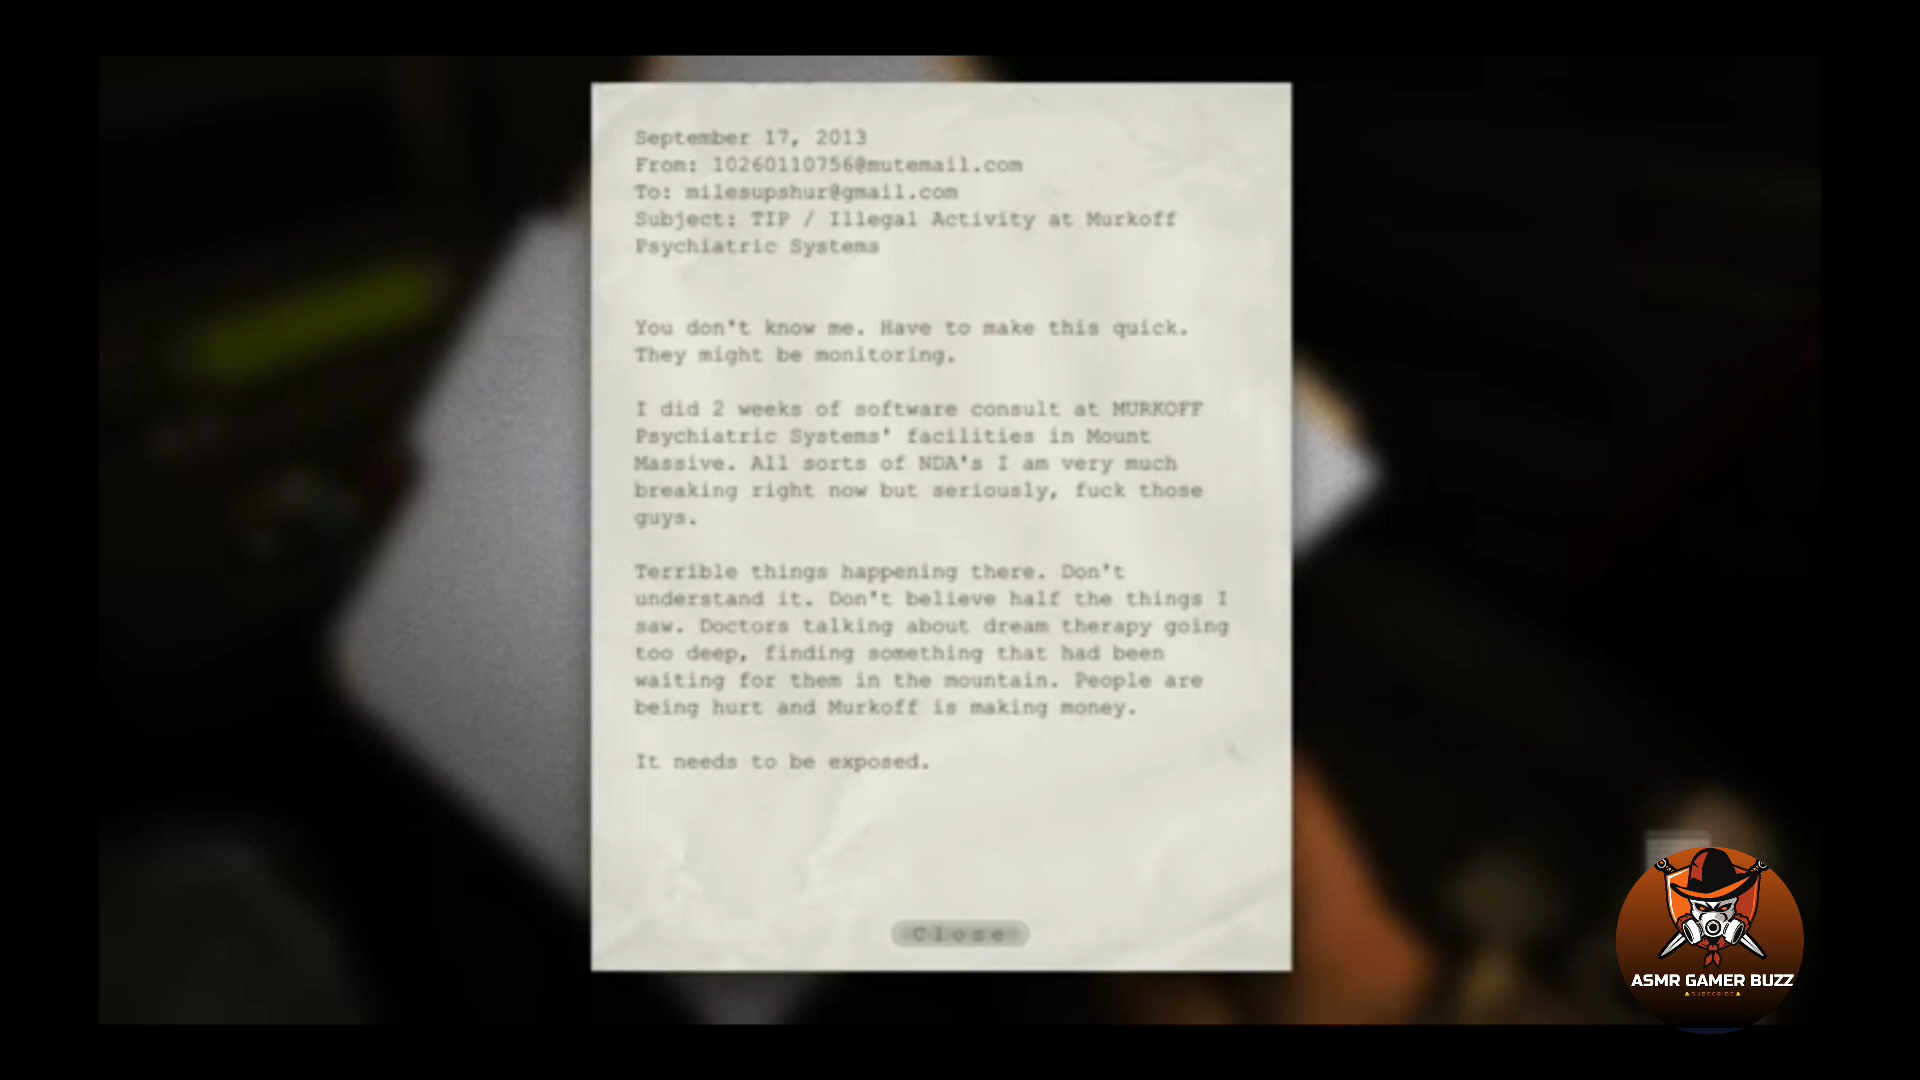 September 17, 2013
From: 10260110756@mutemail.com
To: milesupshur@gmail.com
Subject: TIP / Illegal Activity at Murkoff
Psychiatric Systems
You don't know me. Have to make this quick.
They might be monitoring.
I did 2 weeks of software consult at MURKOFF
Psychiatric Systems' facilities in Mount
Massive. All sorts of NDA's I am very much
breaking right now but seriously, fuck those
guys.
Terrible things happening there. Don't
understand it. Don't believe half the things I
saw. Doctors talking about dream therapy going
too deep, finding something that had been
waiting for them in the mountain. People are
being hurt and Murkoff is making money.
It needs to be exposed.
Close
ASMR GAMER BUZZ
SUBSCRIBE